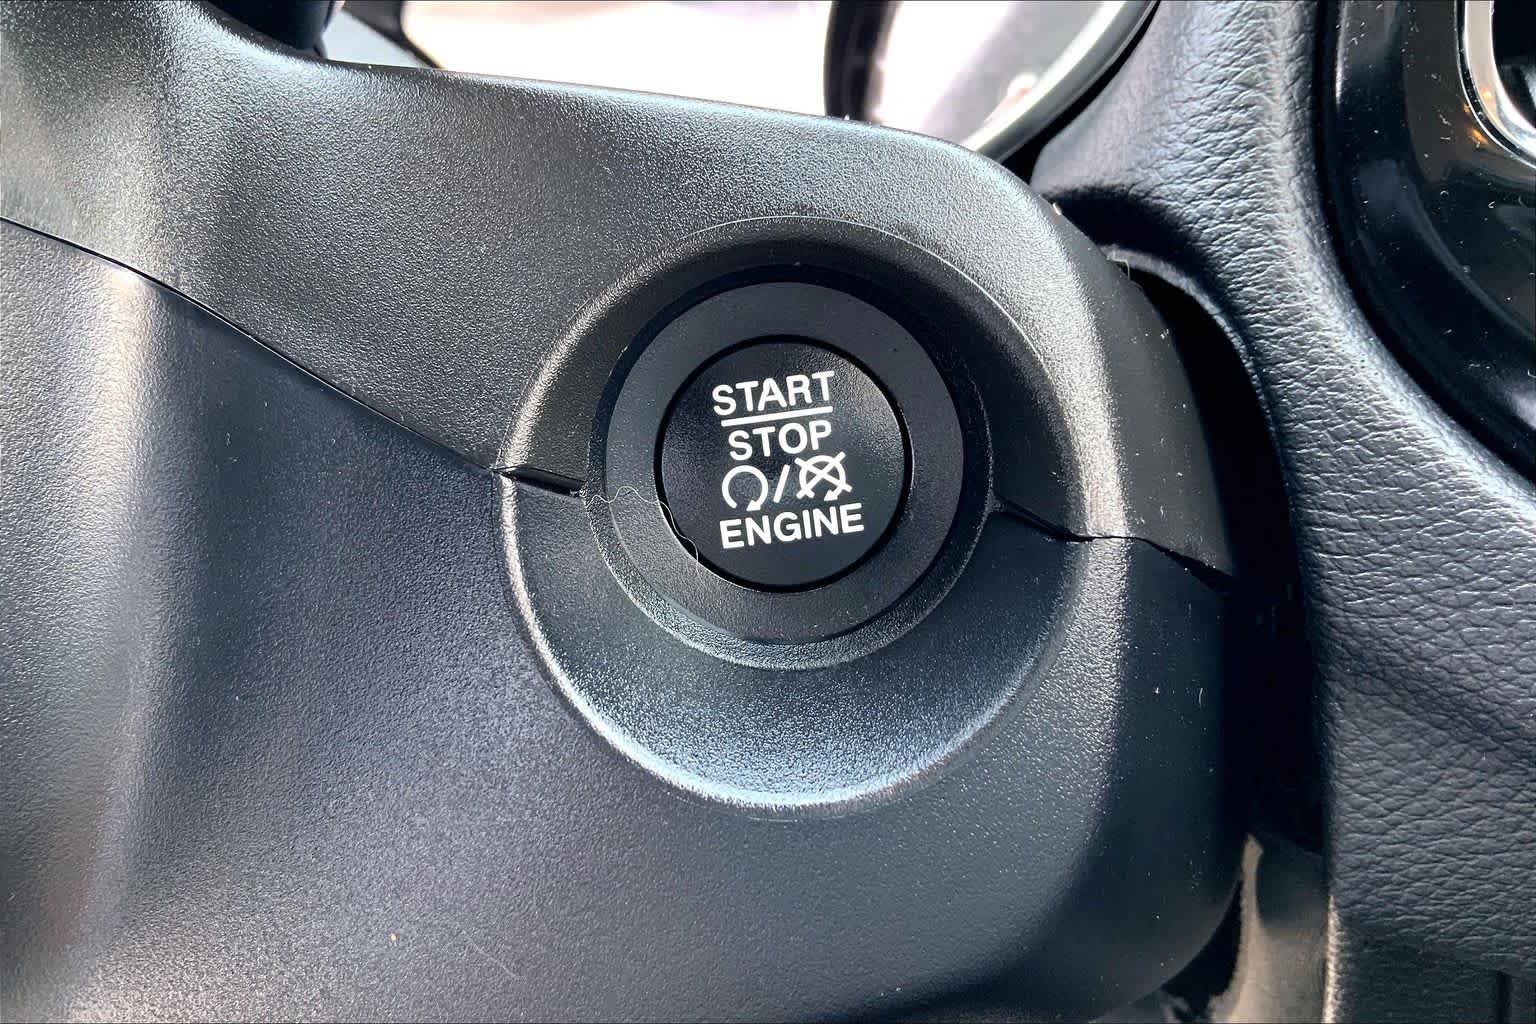 START
STOP
/
ENGINE